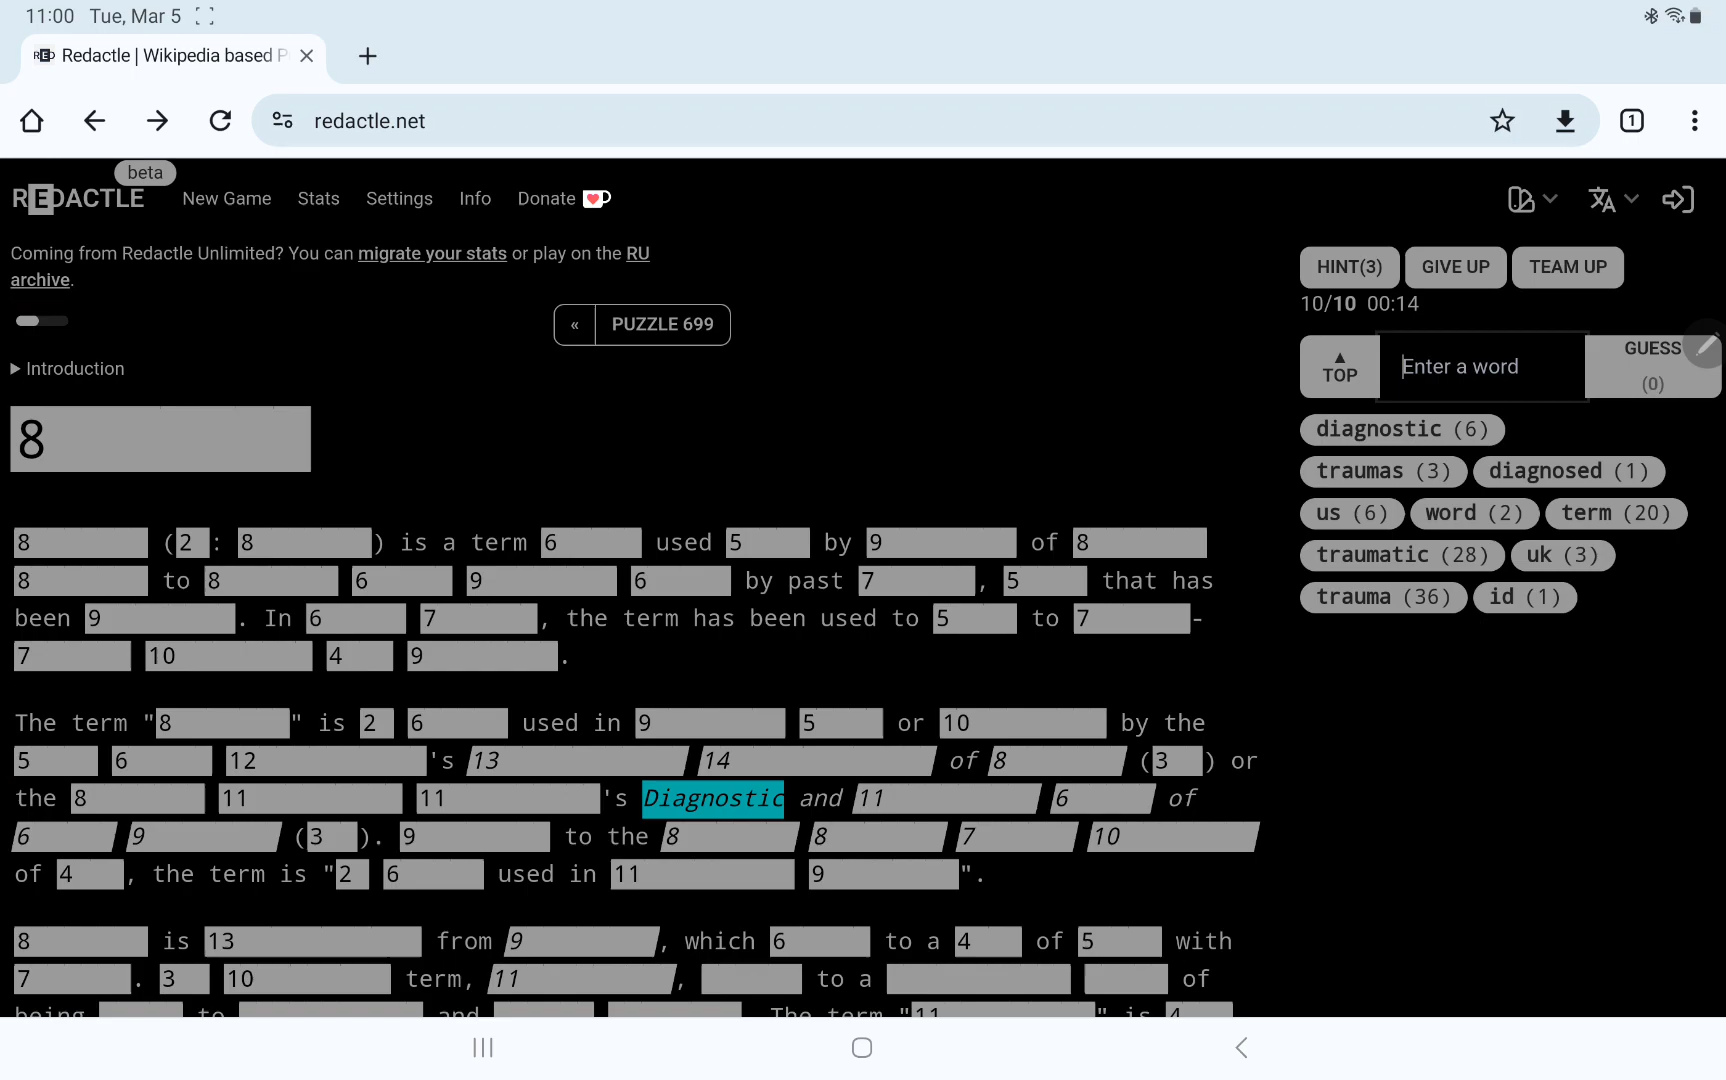 11:00 Tue, Mar 5
Redactle | Wikipedia based P
redactle.net
1
REDACTLE beta New Game Stats Settings Info Donate
Coming from Redactle Unlimited? You can migrate your stats or play on the RU
archive.
« PUZZLE 699
Introduction
8
8 (2 : 8 ) is a term 6 used 5 by 9 of 8
8 to 8 6 9 6 by past 7 , 5 that has
been 9 . In 6 7 , the term has been used to 5 to 7 -
7 10 4 9 .
The term "8 " is 2 6 used in 9 5 or 10 by the
5 6 12 's 13 14 of 8 (3 ) or
the 8 11 11 's Diagnostic and 11 6 of
6 9 (3 ). 9 to the 8 8 7 10
of 4 , the term is "2 6 used in 11 9 ".
8 is 13 from 9 , which 6 to a 4 of 5 with
7 . 3 10 term, 11 , to a of
being to and . The term "11 " is 4
HINT(3) GIVE UP TEAM UP
10/10 00:14
▲ TOP Enter a word GUESS (0)
diagnostic (6)
traumas (3) diagnosed (1)
us (6) word (2) term (20)
traumatic (28) uk (3)
trauma (36) id (1)